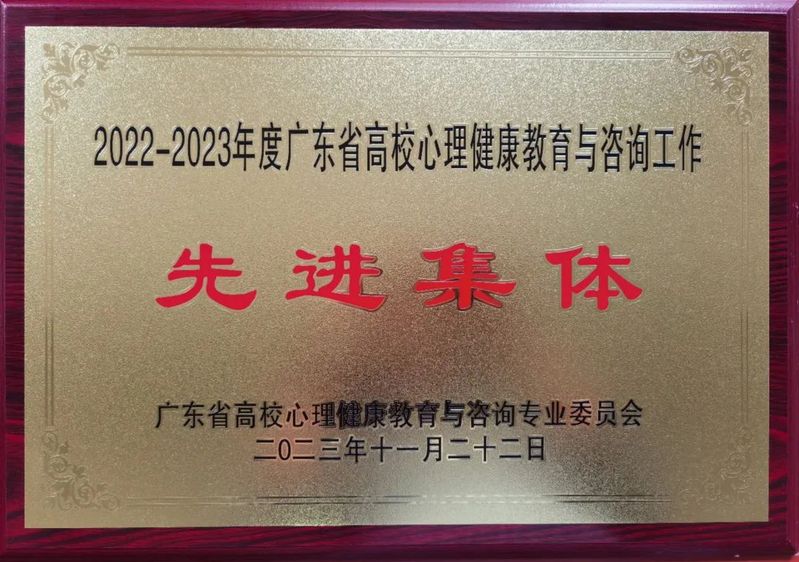 2022-2023年度广东省高校心理健康教育与咨询工作
先进集体
广东省高校心理健康教育与咨询专业委员会
二〇二三年十一月二十二日